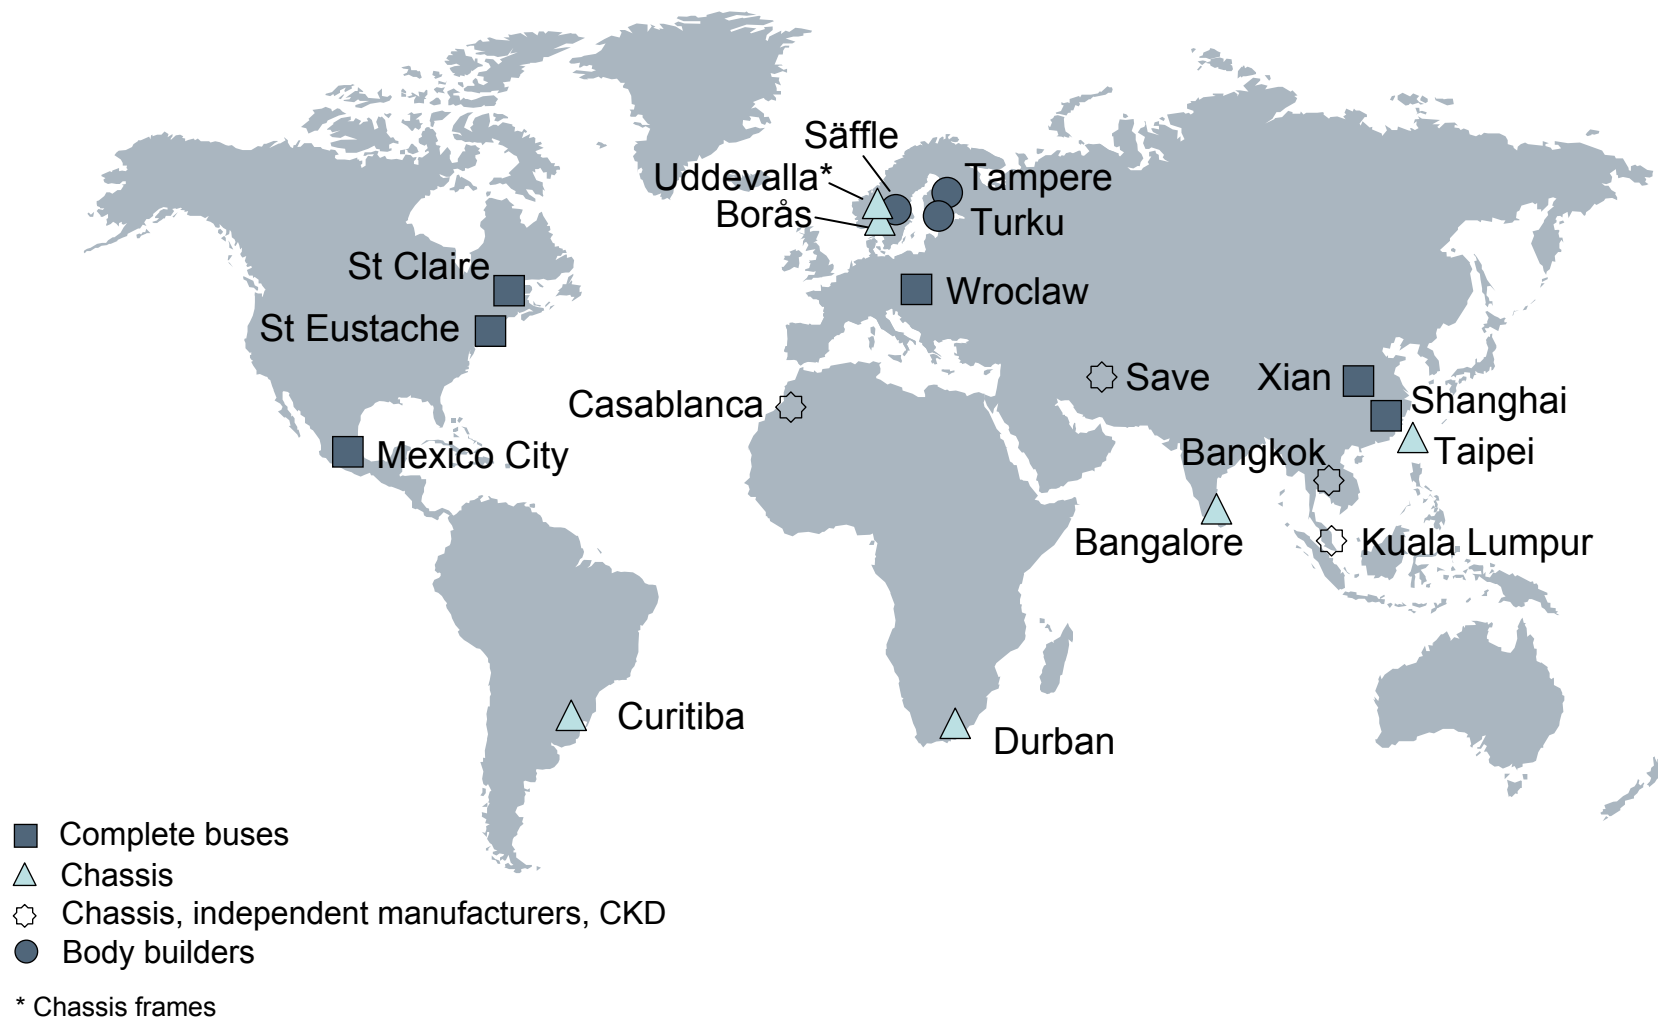 Säffle
Uddevalla*
Tampere
Borås
Turku
St Claire
Wroclaw
St Eustache
Save
Xian
Casablanca
Shanghai
Mexico City
Bangkok
Taipei
Bangalore
Kuala Lumpur
Curitiba
Durban
Complete buses
Chassis
Chassis, independent manufacturers, CKD
Body builders
* Chassis frames